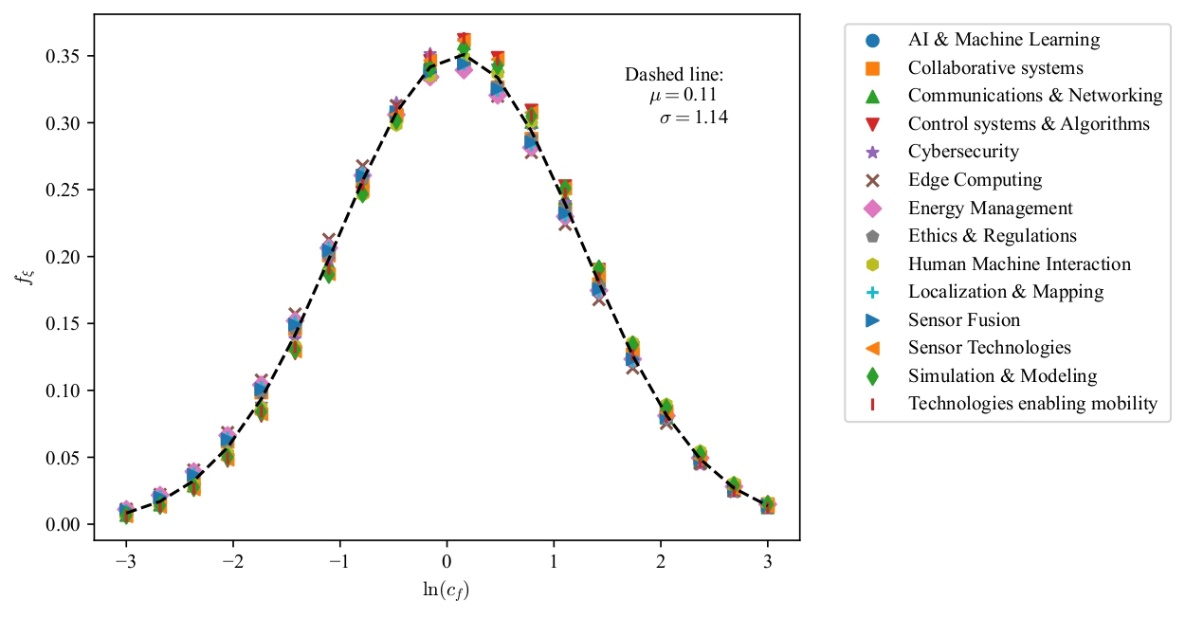 0.35
0.30
0.25
0.20
0.15
0.10
0.05
0.00
f_ξ
−3
−2
−1
0
1
2
3
ln(c_f)
Dashed line:
μ = 0.11
σ = 1.14
AI & Machine Learning
Collaborative systems
Communications & Networking
Control systems & Algorithms
Cybersecurity
Edge Computing
Energy Management
Ethics & Regulations
Human Machine Interaction
Localization & Mapping
Sensor Fusion
Sensor Technologies
Simulation & Modeling
Technologies enabling mobility